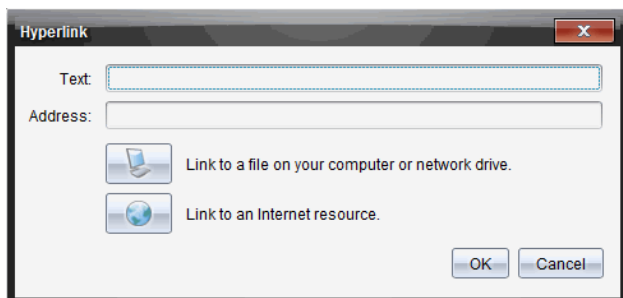 Hyperlink
Text:
Address:
Link to a file on your computer or network drive.
Link to an Internet resource.
OK Cancel